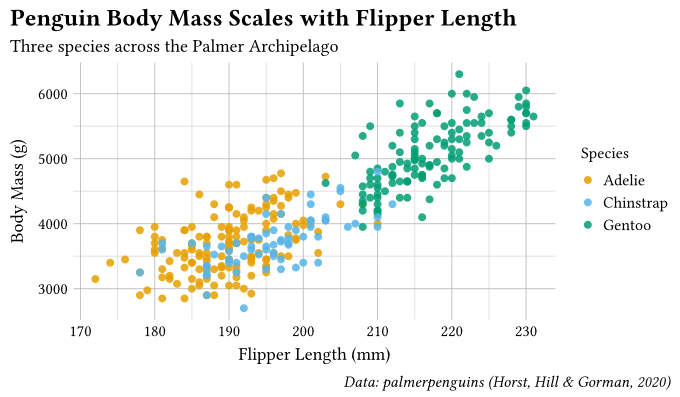 Penguin Body Mass Scales with Flipper Length
Three species across the Palmer Archipelago
Body Mass (g)
6000
5000
4000
3000
170 180 190 200 210 220 230
Flipper Length (mm)
Species
Adelie
Chinstrap
Gentoo
Data: palmerpenguins (Horst, Hill & Gorman, 2020)